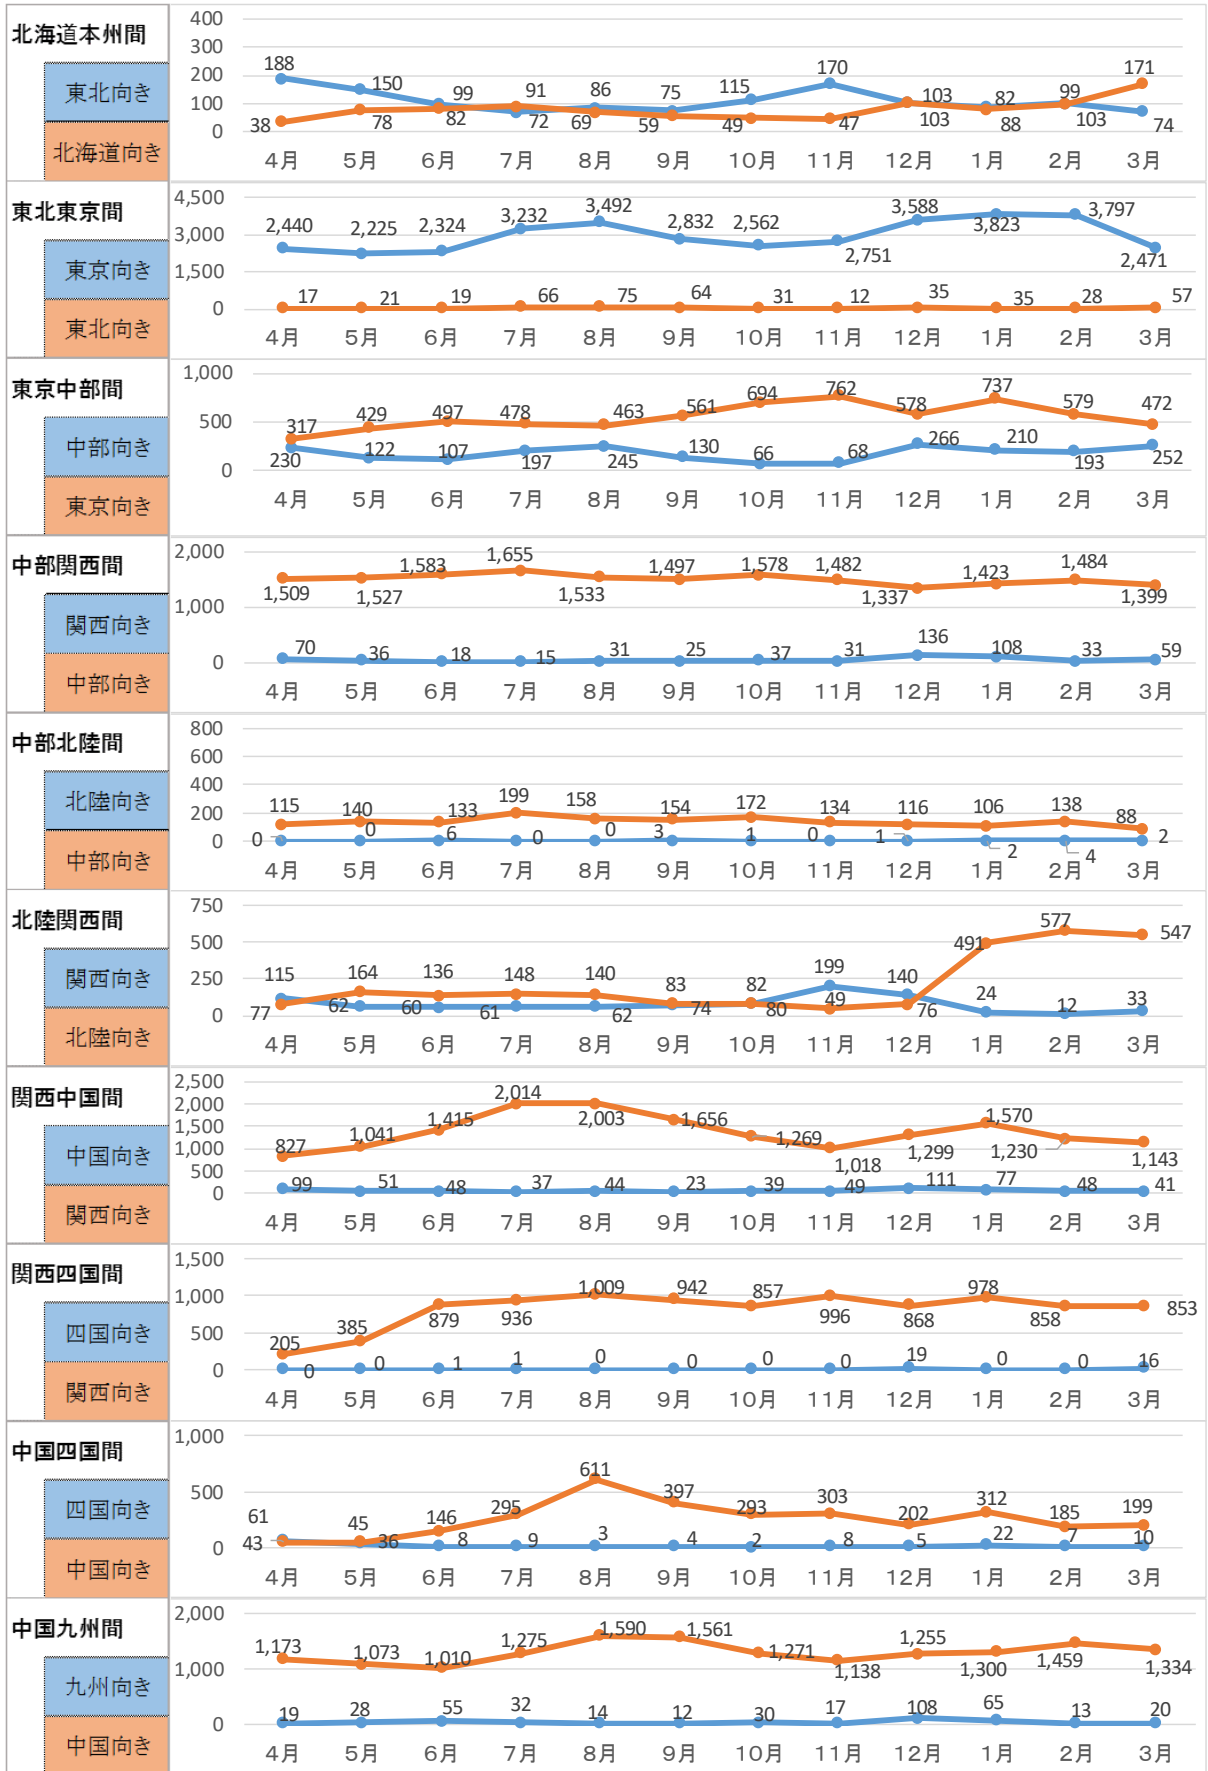 北海道本州間
東北向き
北海道向き
400
300
200
100
0
188 150 99 91 86 75 115 170 103 82 99 171
38 78 82 72 69 59 49 47 103 88 103 74
4月 5月 6月 7月 8月 9月 10月 11月 12月 1月 2月 3月
東北東京間
東京向き
東北向き
4,500
3,000
1,500
0
2,440 2,225 2,324 3,232 3,492 2,832 2,562 2,751 3,588 3,823 3,797 2,471
17 21 19 66 75 64 31 12 35 35 28 57
4月 5月 6月 7月 8月 9月 10月 11月 12月 1月 2月 3月
東京中部間
中部向き
東京向き
1,000
500
0
317 429 497 478 463 561 694 762 578 737 579 472
230 122 107 197 245 130 66 68 266 210 193 252
4月 5月 6月 7月 8月 9月 10月 11月 12月 1月 2月 3月
中部関西間
関西向き
中部向き
2,000
1,000
0
1,509 1,527 1,583 1,655 1,533 1,497 1,578 1,482 1,337 1,423 1,484 1,399
70 36 18 15 31 25 37 31 136 108 33 59
4月 5月 6月 7月 8月 9月 10月 11月 12月 1月 2月 3月
中部北陸間
北陸向き
中部向き
800
600
400
200
0
115 140 133 199 158 154 172 134 116 106 138 88
0 0 6 0 0 3 1 0 1 2 4 2
4月 5月 6月 7月 8月 9月 10月 11月 12月 1月 2月 3月
北陸関西間
関西向き
北陸向き
750
500
250
0
115 164 136 148 140 83 82 199 140 491 577 547
77 62 60 61 62 74 80 49 76 24 12 33
4月 5月 6月 7月 8月 9月 10月 11月 12月 1月 2月 3月
関西中国間
中国向き
関西向き
2,500
2,000
1,500
1,000
500
0
827 1,041 1,415 2,014 2,003 1,656 1,269 1,018 1,299 1,570 1,230 1,143
99 51 48 37 44 23 39 49 111 77 48 41
4月 5月 6月 7月 8月 9月 10月 11月 12月 1月 2月 3月
関西四国間
四国向き
関西向き
1,500
1,000
500
0
205 385 879 936 1,009 942 857 996 868 978 858 853
0 0 1 1 0 0 0 0 19 0 0 16
4月 5月 6月 7月 8月 9月 10月 11月 12月 1月 2月 3月
中国四国間
四国向き
中国向き
1,000
500
0
61 45 146 295 611 397 293 303 202 312 185 199
43 36 8 9 3 4 2 8 5 22 7 10
4月 5月 6月 7月 8月 9月 10月 11月 12月 1月 2月 3月
中国九州間
九州向き
中国向き
2,000
1,000
0
1,173 1,073 1,010 1,275 1,590 1,561 1,271 1,138 1,255 1,300 1,459 1,334
19 28 55 32 14 12 30 17 108 65 13 20
4月 5月 6月 7月 8月 9月 10月 11月 12月 1月 2月 3月